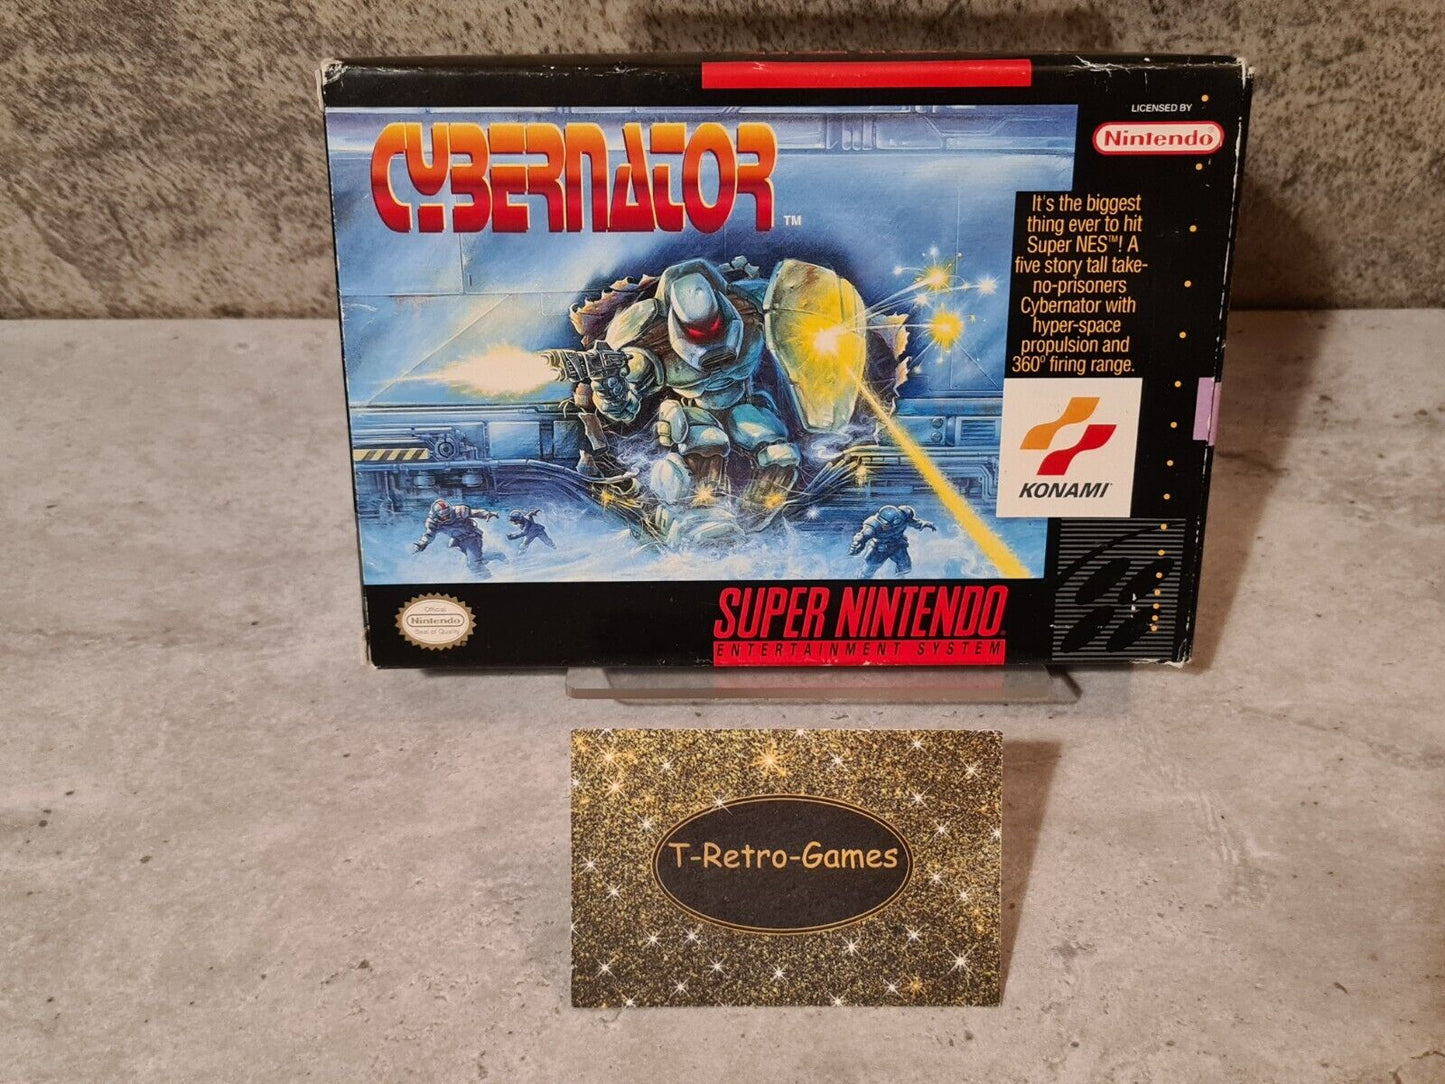 CYBERNATOR
TM
LICENSED BY
Nintendo®
It's the biggest
thing ever to hit
Super NES™! A
five story tall take-
no-prisoners
Cybernator with
hyper-space
propulsion and
360° firing range.
KONAMI®
Official
Nintendo
Seal of Quality
SUPER NINTENDO®
ENTERTAINMENT SYSTEM
T-Retro-Games